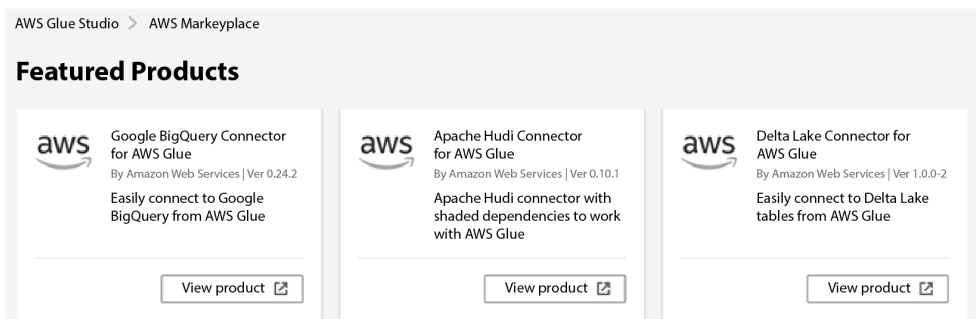 AWS Glue Studio > AWS Markeyplace
Featured Products
aws
Google BigQuery Connector
for AWS Glue
By Amazon Web Services | Ver 0.24.2
Easily connect to Google
BigQuery from AWS Glue
View product
aws
Apache Hudi Connector
for AWS Glue
By Amazon Web Services | Ver 0.10.1
Apache Hudi connector with
shaded dependencies to work
with AWS Glue
View product
aws
Delta Lake Connector for
AWS Glue
By Amazon Web Services | Ver 1.0.0-2
Easily connect to Delta Lake
tables from AWS Glue
View product